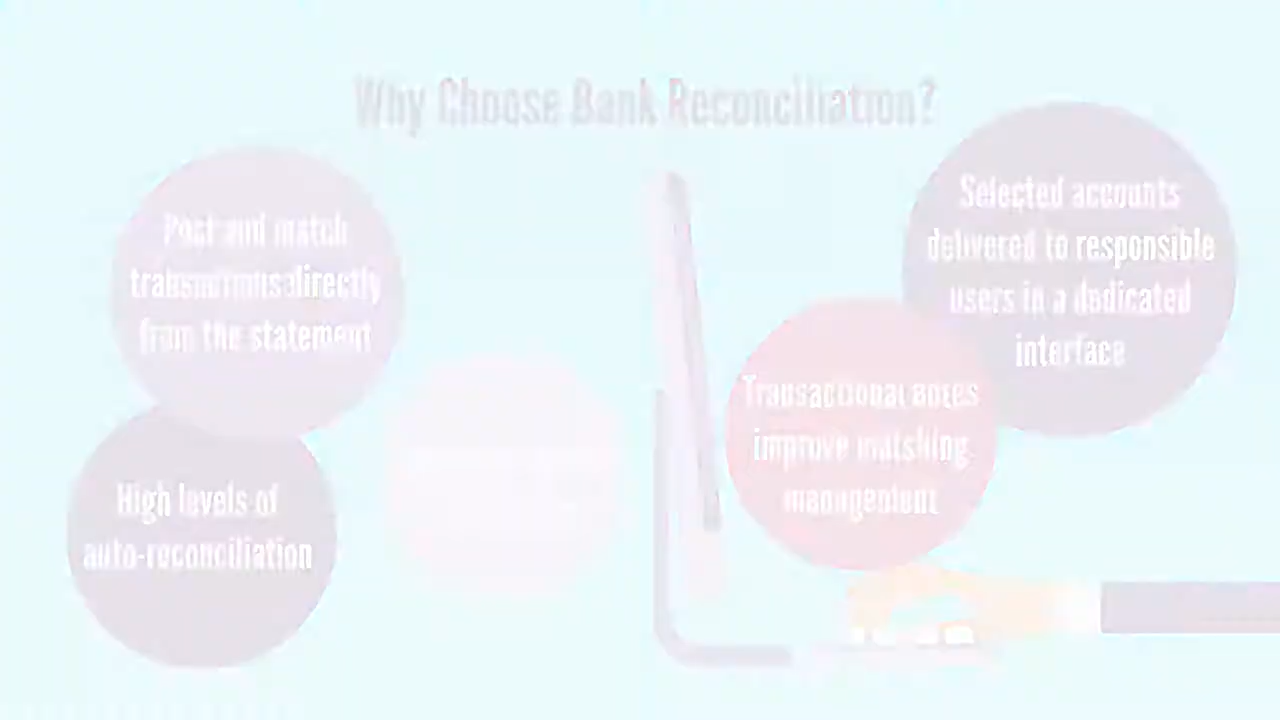 Why Choose Bank Reconciliation?
Post and match
transactions directly
from the statement
High levels of
auto-reconciliation
Transactional notes
improve matching
management
Selected accounts
delivered to responsible
users in a dedicated
interface